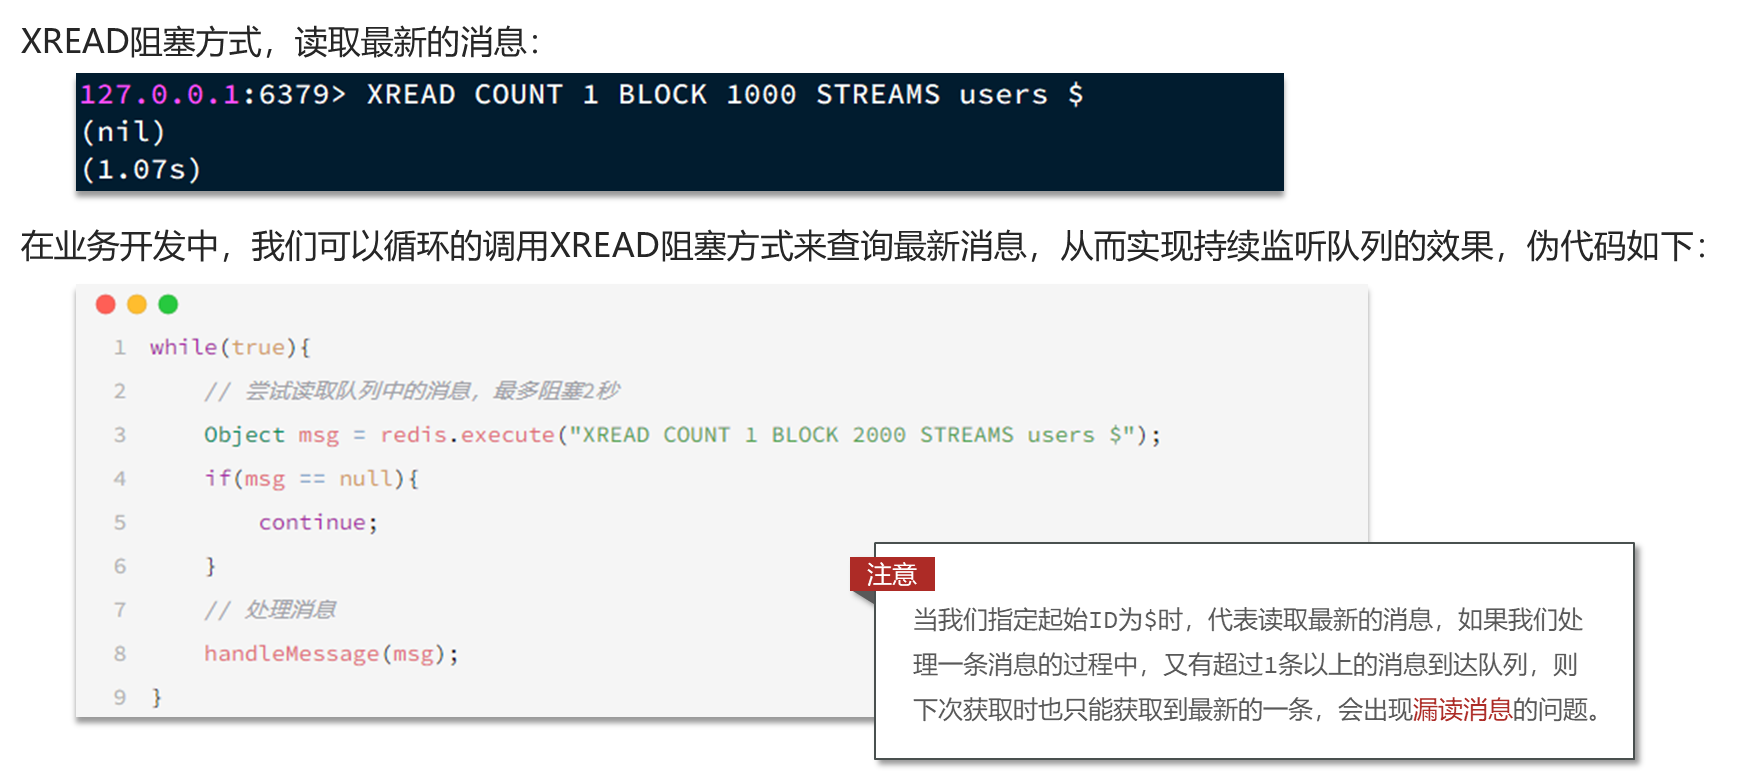 XREAD阻塞方式，读取最新的消息：
127.0.0.1:6379> XREAD COUNT 1 BLOCK 1000 STREAMS users $
(nil)
(1.07s)
在业务开发中，我们可以循环的调用XREAD阻塞方式来查询最新消息，从而实现持续监听队列的效果，伪代码如下：
1 while(true){
2 // 尝试读取队列中的消息，最多阻塞2秒
3 Object msg = redis.execute("XREAD COUNT 1 BLOCK 2000 STREAMS users $");
4 if(msg == null){
5 continue;
6 }
7 // 处理消息
8 handleMessage(msg);
9 }
注意
当我们指定起始ID为$时，代表读取最新的消息，如果我们处
理一条消息的过程中，又有超过1条以上的消息到达队列，则
下次获取时也只能获取到最新的一条，会出现漏读消息的问题。